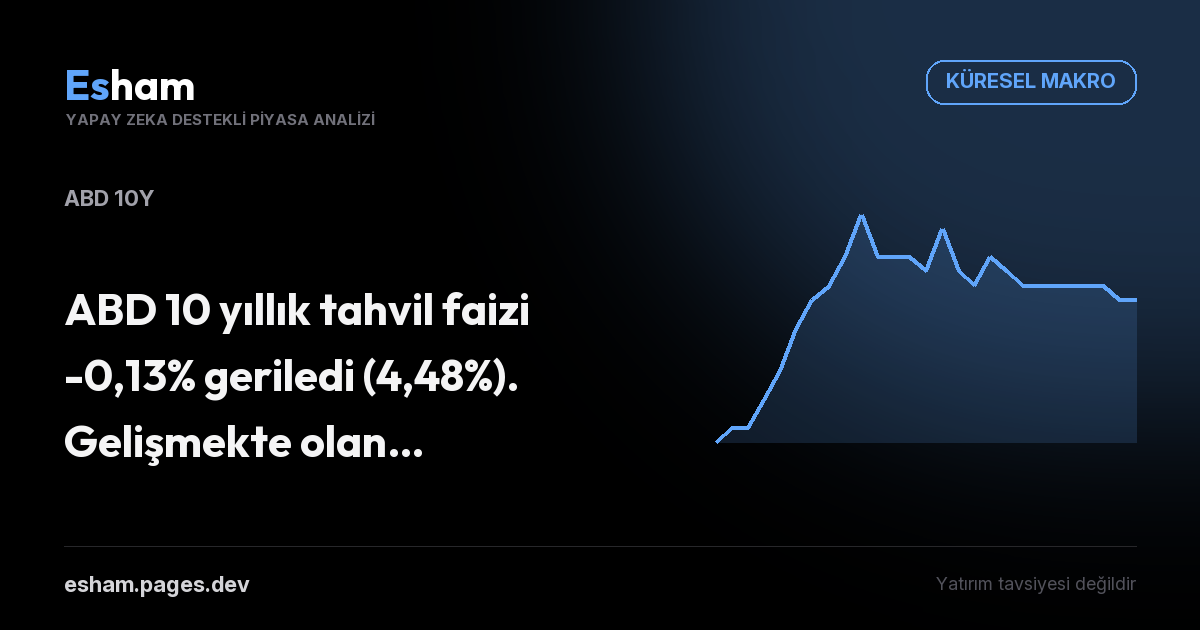 Esham
YAPAY ZEKA DESTEKLİ PİYASA ANALİZİ
KÜRESEL MAKRO
ABD 10Y
ABD 10 yıllık tahvil faizi
-0,13% geriledi (4,48%).
Gelişmekte olan...
esham.pages.dev
Yatırım tavsiyesi değildir